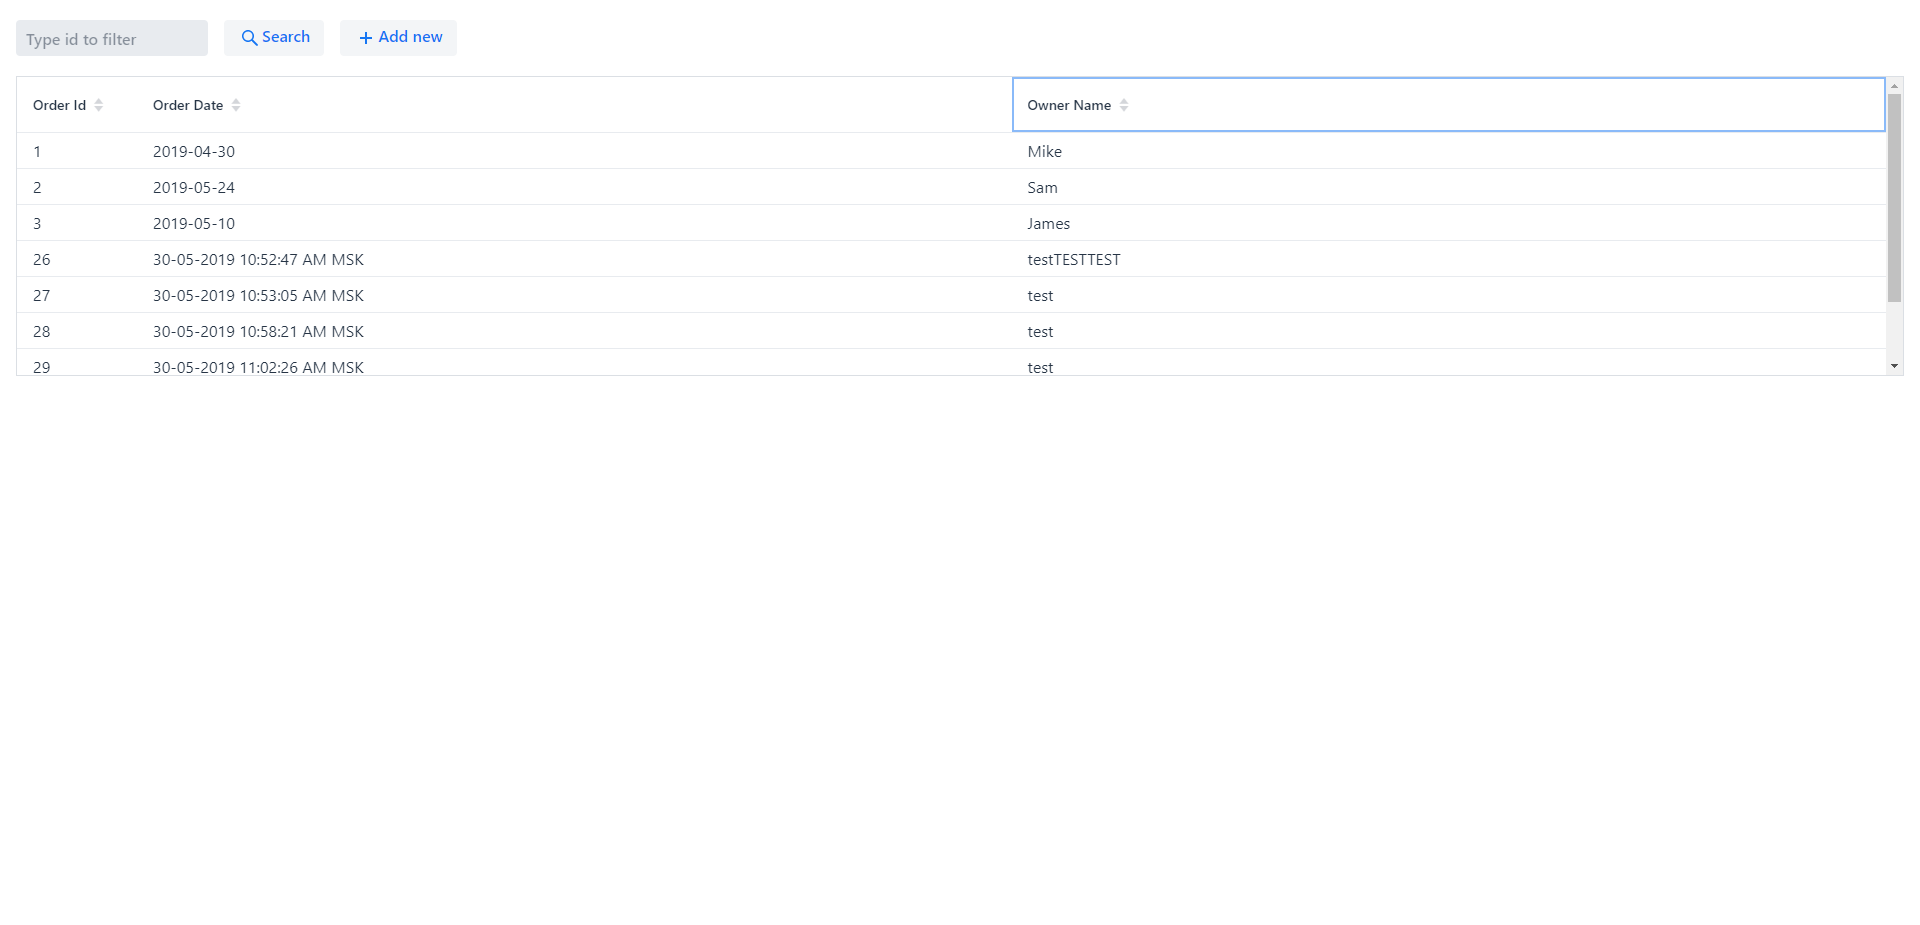 Type id to filter Search Add new
Order Id Order Date Owner Name
1 2019-04-30 Mike
2 2019-05-24 Sam
3 2019-05-10 James
26 30-05-2019 10:52:47 AM MSK testTESTTEST
27 30-05-2019 10:53:05 AM MSK test
28 30-05-2019 10:58:21 AM MSK test
29 30-05-2019 11:02:26 AM MSK test